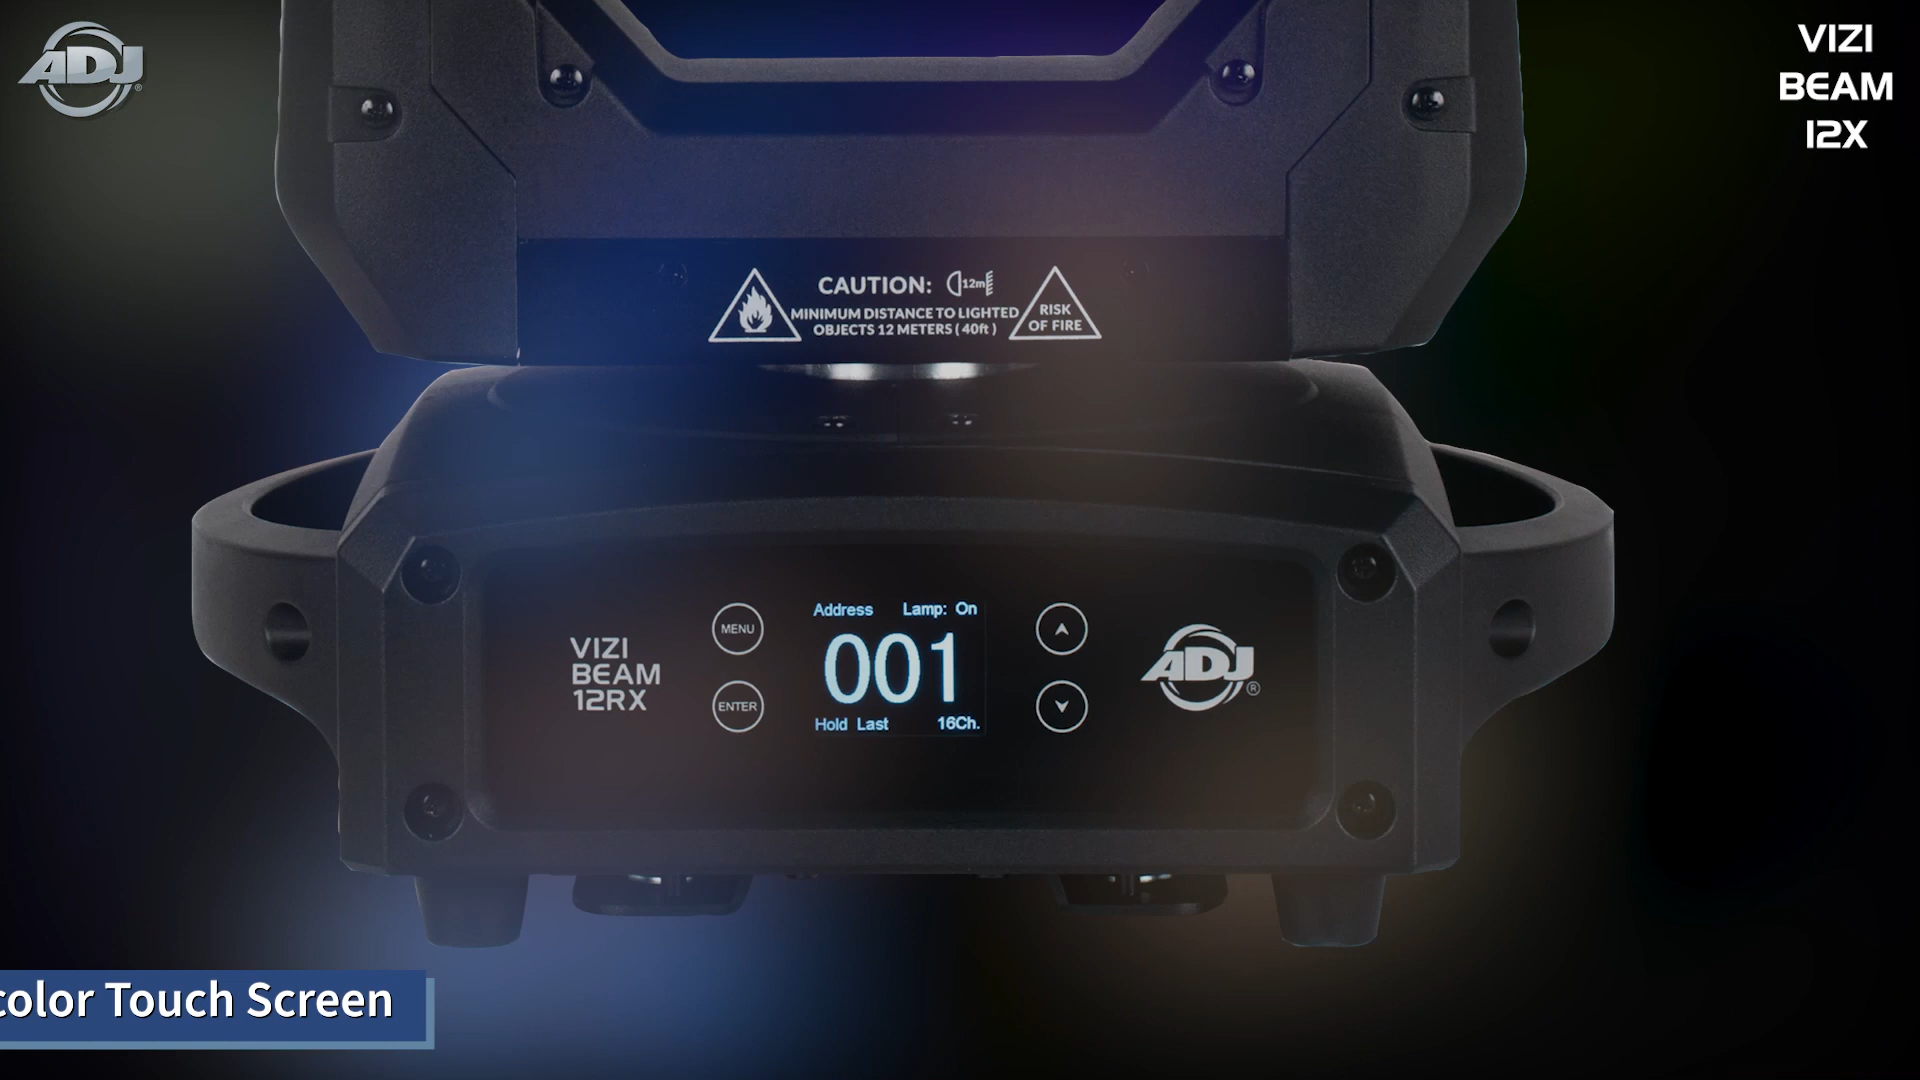 ADJ®
VIZI
BEAM
12X
CAUTION: 12m
MINIMUM DISTANCE TO LIGHTED
OBJECTS 12 METERS ( 40ft )
RISK
OF FIRE
VIZI
BEAM
12RX
MENU
ENTER
Address Lamp: On
001
Hold Last 16Ch.
ADJ®
color Touch Screen